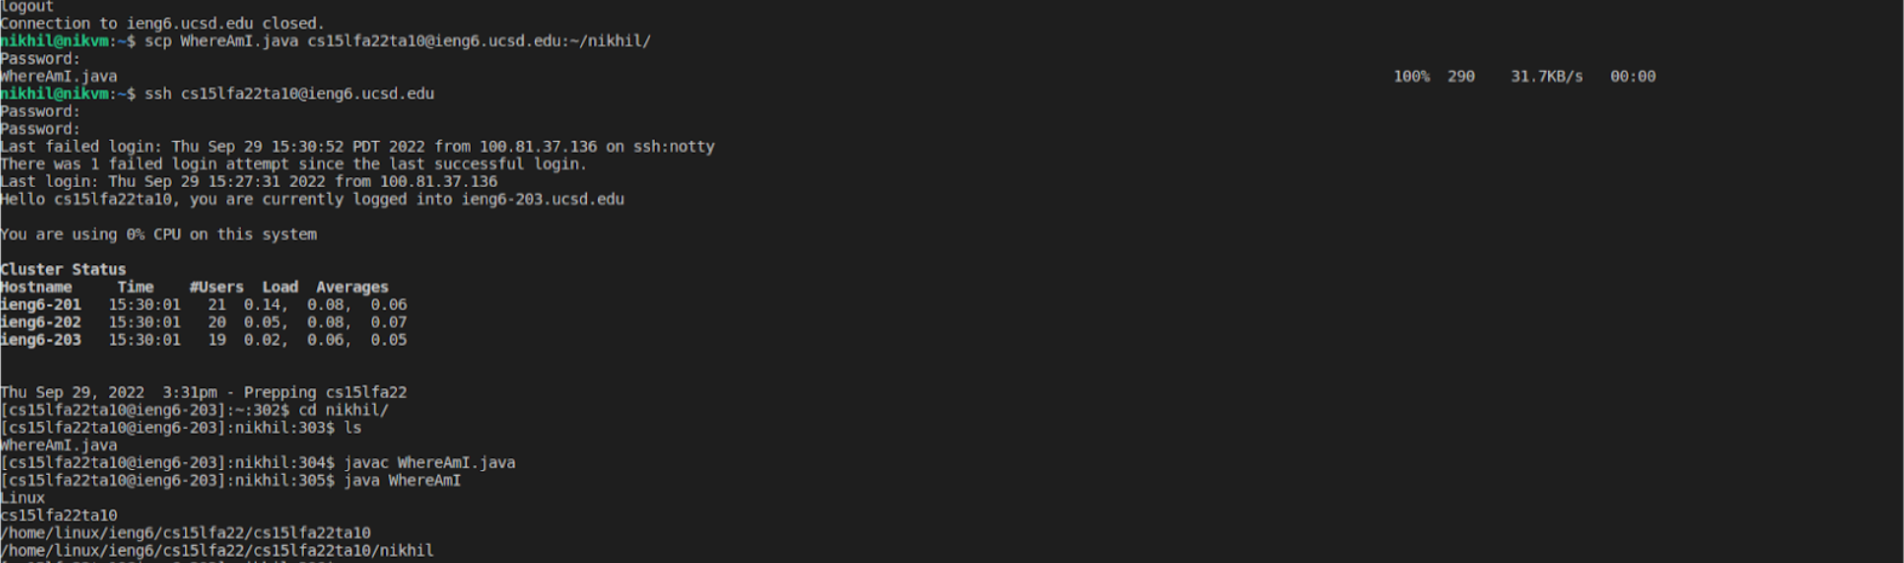 logout
Connection to ieng6.ucsd.edu closed.
nikhil@nikvm:~$ scp WhereAmI.java cs15lfa22ta10@ieng6.ucsd.edu:~/nikhil/
Password:
WhereAmI.java 100% 290 31.7KB/s 00:00
nikhil@nikvm:~$ ssh cs15lfa22ta10@ieng6.ucsd.edu
Password:
Password:
Last failed login: Thu Sep 29 15:30:52 PDT 2022 from 100.81.37.136 on ssh:notty
There was 1 failed login attempt since the last successful login.
Last login: Thu Sep 29 15:27:31 2022 from 100.81.37.136
Hello cs15lfa22ta10, you are currently logged into ieng6-203.ucsd.edu
You are using 0% CPU on this system
Cluster Status
Hostname Time #Users Load Averages
ieng6-201 15:30:01 21 0.14, 0.08, 0.06
ieng6-202 15:30:01 20 0.05, 0.08, 0.07
ieng6-203 15:30:01 19 0.02, 0.06, 0.05
Thu Sep 29, 2022 3:31pm - Prepping cs15lfa22
[cs15lfa22ta10@ieng6-203]:~:302$ cd nikhil/
[cs15lfa22ta10@ieng6-203]:nikhil:303$ ls
WhereAmI.java
[cs15lfa22ta10@ieng6-203]:nikhil:304$ javac WhereAmI.java
[cs15lfa22ta10@ieng6-203]:nikhil:305$ java WhereAmI
Linux
cs15lfa22ta10
/home/linux/ieng6/cs15lfa22/cs15lfa22ta10
/home/linux/ieng6/cs15lfa22/cs15lfa22ta10/nikhil